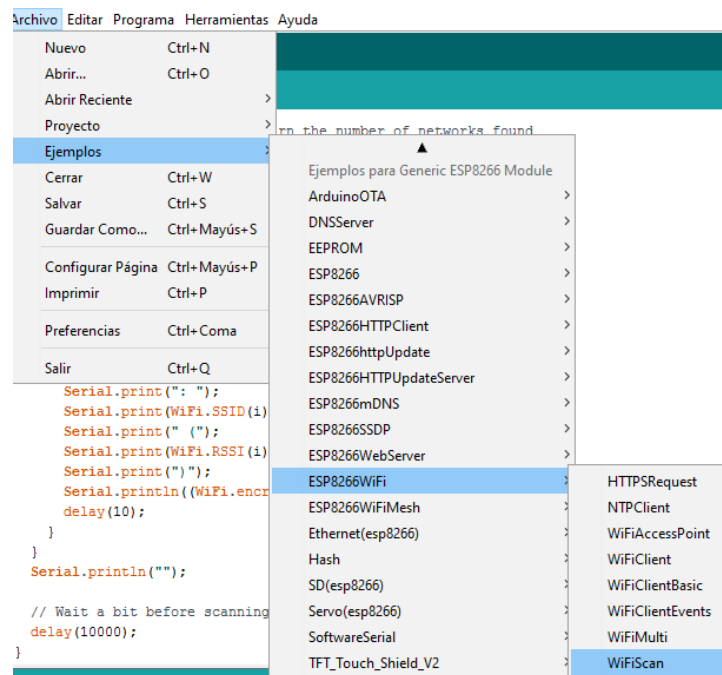 Archivo Editar Programa Herramientas Ayuda
Nuevo Ctrl+N
Abrir... Ctrl+O
Abrir Reciente
Proyecto
Ejemplos
Cerrar Ctrl+W
Salvar Ctrl+S
Guardar Como... Ctrl+Mayús+S
Configurar Página Ctrl+Mayús+P
Imprimir Ctrl+P
Preferencias Ctrl+Coma
Salir Ctrl+Q
rn the number of networks found
Ejemplos para Generic ESP8266 Module
ArduinoOTA
DNSServer
EEPROM
ESP8266
ESP8266AVRISP
ESP8266HTTPClient
ESP8266httpUpdate
ESP8266HTTPUpdateServer
ESP8266mDNS
ESP8266SSDP
ESP8266WebServer
ESP8266WiFi
ESP8266WiFiMesh
Ethernet(esp8266)
Hash
SD(esp8266)
Servo(esp8266)
SoftwareSerial
TFT_Touch_Shield_V2
HTTPSRequest
NTPClient
WiFiAccessPoint
WiFiClient
WiFiClientBasic
WiFiClientEvents
WiFiMulti
WiFiScan
Serial.print(": ");
Serial.print(WiFi.SSID(i)
Serial.print(" (");
Serial.print(WiFi.RSSI(i)
Serial.print(")");
Serial.println((WiFi.encr
delay(10);
}
}
Serial.println("");
// Wait a bit before scanning
delay(10000);
}